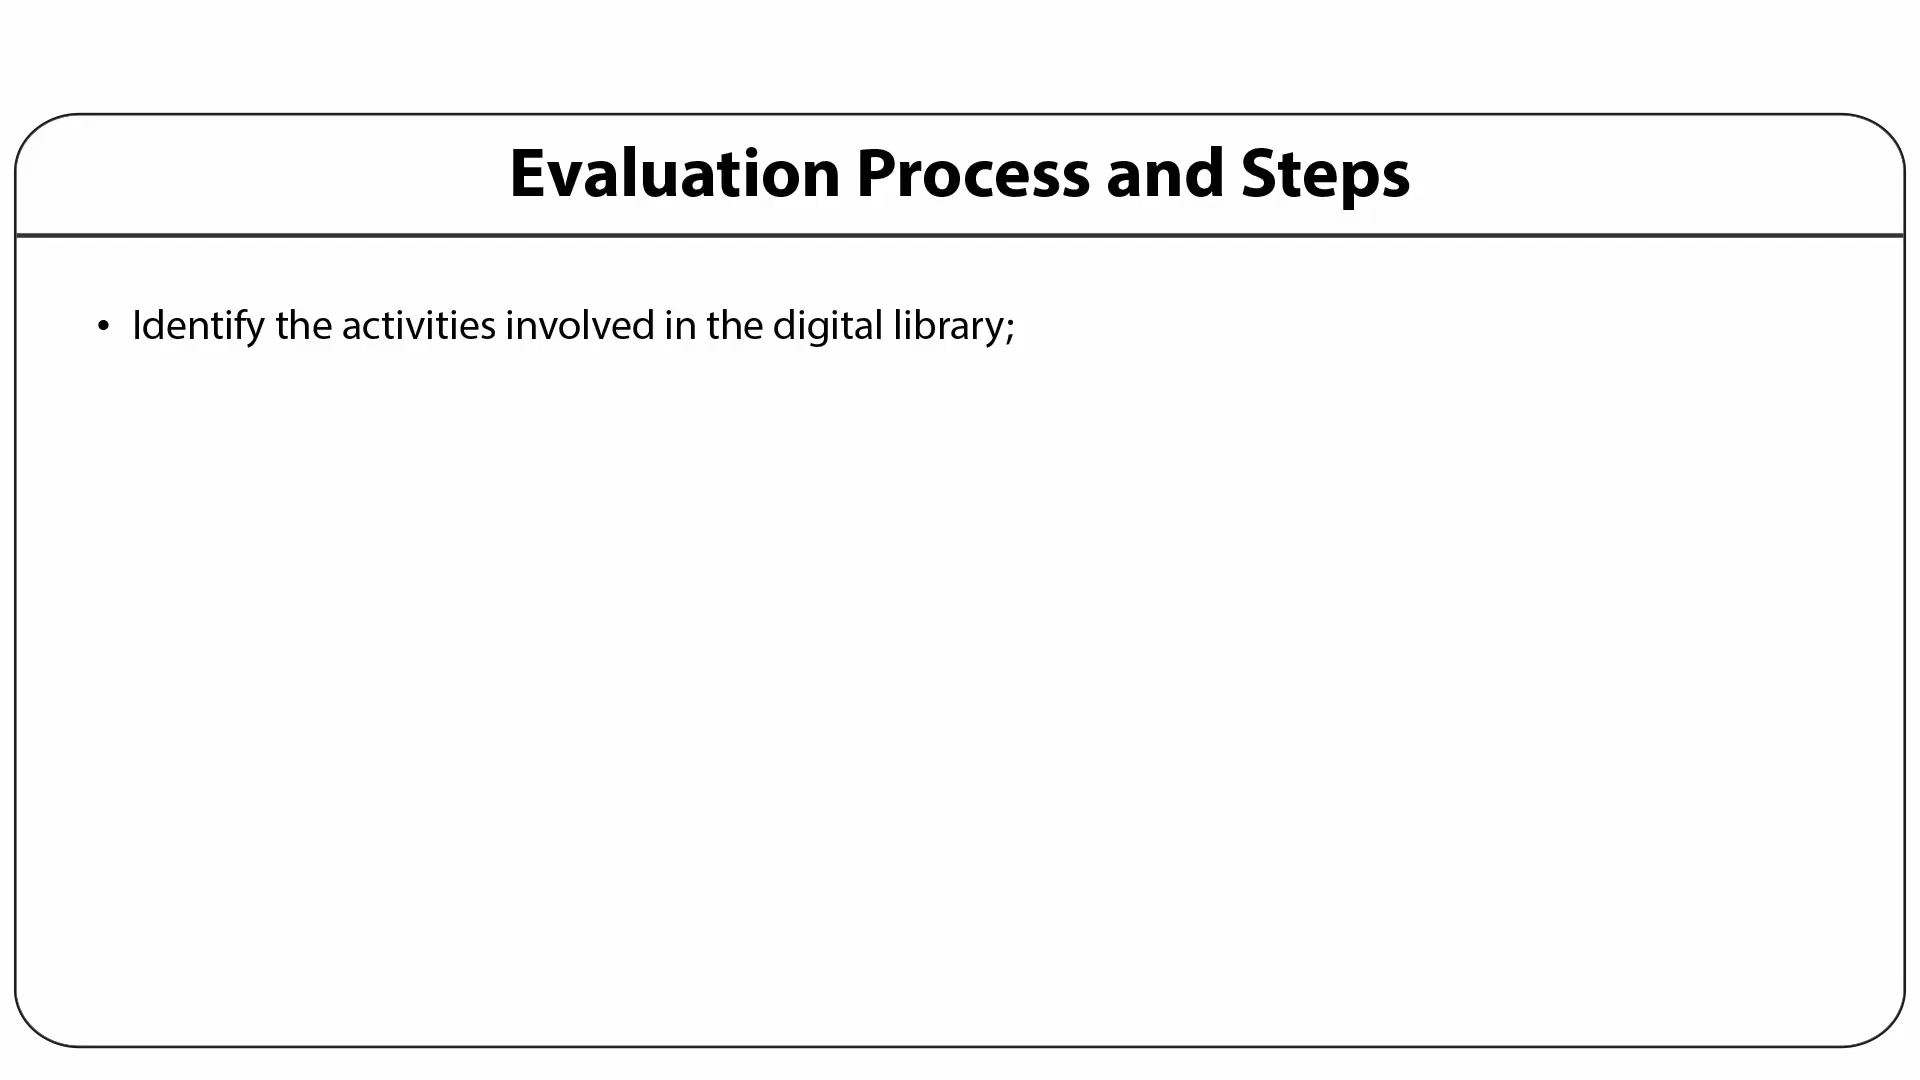 Evaluation Process and Steps
• Identify the activities involved in the digital library;